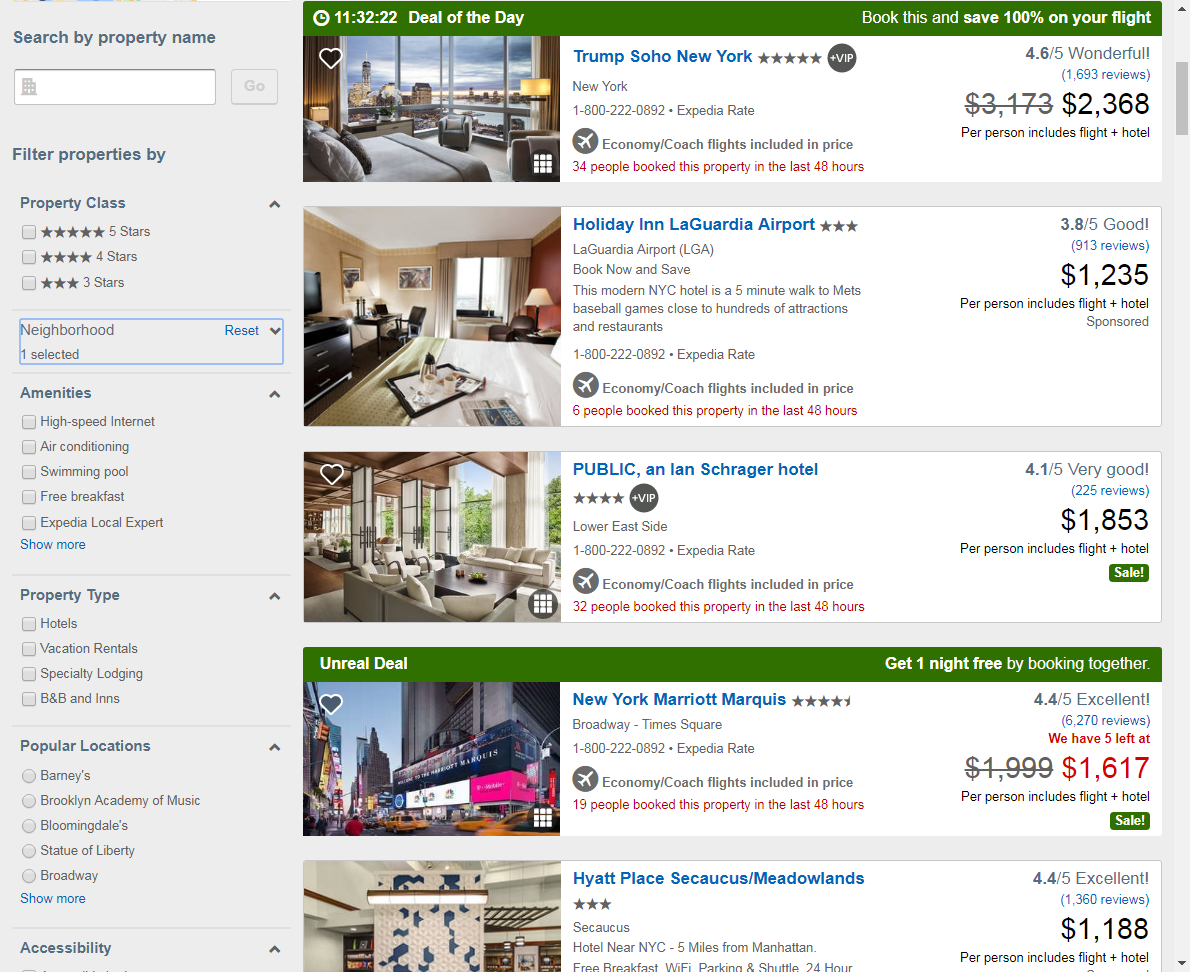 Search by property name
Go
Filter properties by
Property Class
★★★★★ 5 Stars
★★★★ 4 Stars
★★★ 3 Stars
Neighborhood Reset
1 selected
Amenities
High-speed Internet
Air conditioning
Swimming pool
Free breakfast
Expedia Local Expert
Show more
Property Type
Hotels
Vacation Rentals
Specialty Lodging
B&B and Inns
Popular Locations
Barney's
Brooklyn Academy of Music
Bloomingdale's
Statue of Liberty
Broadway
Show more
Accessibility
11:32:22 Deal of the Day
Book this and save 100% on your flight
Trump Soho New York ★★★★★ +VIP
New York
1-800-222-0892 • Expedia Rate
Economy/Coach flights included in price
34 people booked this property in the last 48 hours
4.6/5 Wonderful!
(1,693 reviews)
$3,173 $2,368
Per person includes flight + hotel
Holiday Inn LaGuardia Airport ★★★
LaGuardia Airport (LGA)
Book Now and Save
This modern NYC hotel is a 5 minute walk to Mets
baseball games close to hundreds of attractions
and restaurants
1-800-222-0892 • Expedia Rate
Economy/Coach flights included in price
6 people booked this property in the last 48 hours
3.8/5 Good!
(913 reviews)
$1,235
Per person includes flight + hotel
Sponsored
PUBLIC, an Ian Schrager hotel
★★★★ +VIP
Lower East Side
1-800-222-0892 • Expedia Rate
Economy/Coach flights included in price
32 people booked this property in the last 48 hours
4.1/5 Very good!
(225 reviews)
$1,853
Per person includes flight + hotel
Sale!
Unreal Deal
Get 1 night free by booking together.
WELCOME TO THE MARRIOTT MARQUIS
New York Marriott Marquis
Broadway - Times Square
1-800-222-0892 • Expedia Rate
Economy/Coach flights included in price
19 people booked this property in the last 48 hours
4.4/5 Excellent!
(6,270 reviews)
We have 5 left at
$1,999 $1,617
Per person includes flight + hotel
Sale!
Hyatt Place Secaucus/Meadowlands
★★★
Secaucus
Hotel Near NYC - 5 Miles from Manhattan.
Free Breakfast, WiFi, Parking & Shuttle, 24 Hour
4.4/5 Excellent!
(1,360 reviews)
$1,188
Per person includes flight + hotel